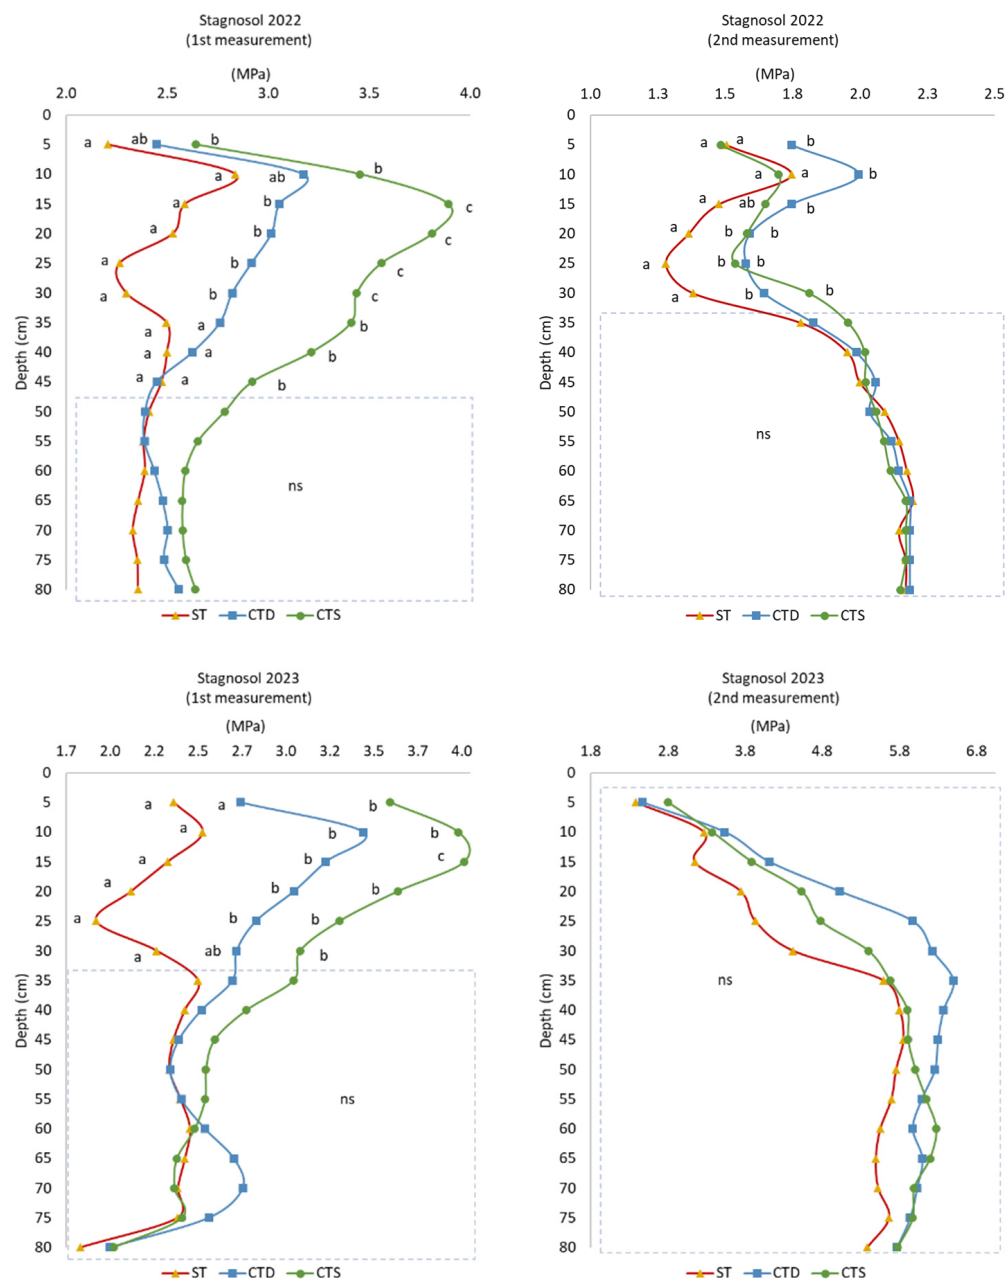 Stagnosol 2022
(1st measurement)
(MPa)
2.0 2.5 3.0 3.5 4.0
0
5 a ab b
10 a ab b
15 a b c
20 a b c
25 a b c
30 a b c
35 a a b
40 a a b
45 a a b
50
55
60
ns
65
70
75
80
Depth (cm)
ST CTD CTS
Stagnosol 2022
(2nd measurement)
(MPa)
1.0 1.3 1.5 1.8 2.0 2.3 2.5
0
5 a a b
10 a b
15 a ab b
20 a b b
25 a b b
30 a b b
35
40
45
50
ns
55
60
65
70
75
80
Depth (cm)
ST CTD CTS
Stagnosol 2023
(1st measurement)
(MPa)
1.7 2.0 2.2 2.5 2.7 3.0 3.2 3.5 3.7 4.0
0
5 a a b
10 a b b
15 a b c
20 a b b
25 a b b
30 a ab b
35
40
45
50
55 ns
60
65
70
75
80
Depth (cm)
ST CTD CTS
Stagnosol 2023
(2nd measurement)
(MPa)
1.8 2.8 3.8 4.8 5.8 6.8
0
5
10
15
20
25
30
35 ns
40
45
50
55
60
65
70
75
80
Depth (cm)
ST CTD CTS